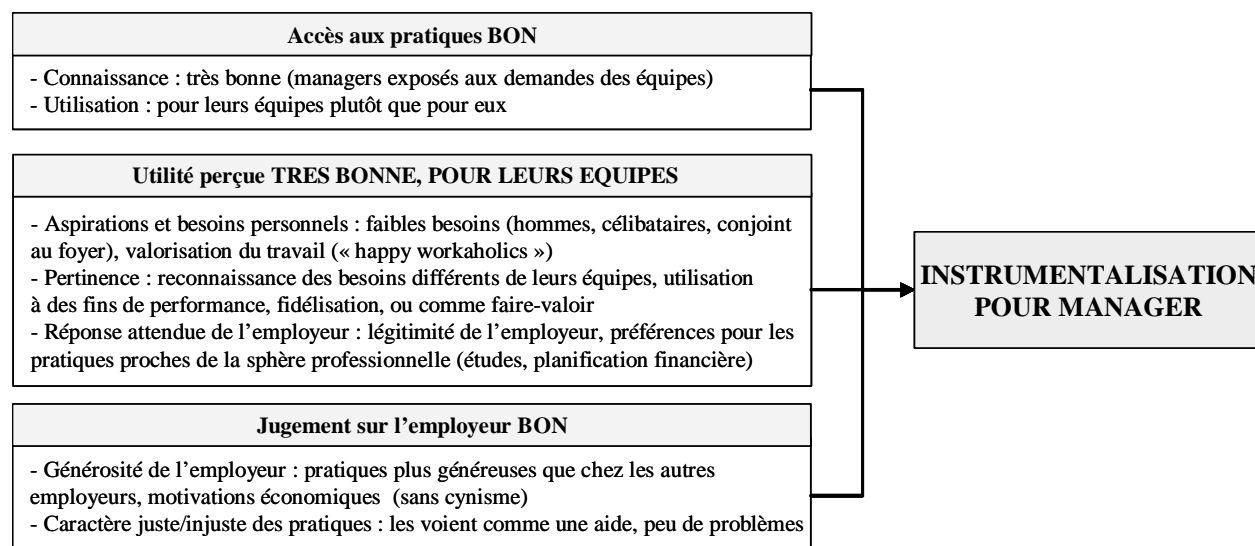 Accès aux pratiques BON
- Connaissance : très bonne (managers exposés aux demandes des équipes)
- Utilisation : pour leurs équipes plutôt que pour eux
Utilité perçue TRES BONNE, POUR LEURS EQUIPES
- Aspirations et besoins personnels : faibles besoins (hommes, célibataires, conjoint
au foyer), valorisation du travail (« happy workaholics »)
- Pertinence : reconnaissance des besoins différents de leurs équipes, utilisation
à des fins de performance, fidélisation, ou comme faire-valoir
- Réponse attendue de l’employeur : légitimité de l’employeur, préférences pour les
pratiques proches de la sphère professionnelle (études, planification financière)
Jugement sur l’employeur BON
- Générosité de l’employeur : pratiques plus généreuses que chez les autres
employeurs, motivations économiques  (sans cynisme)
- Caractère juste/injuste des pratiques : les voient comme une aide, peu de problèmes
INSTRUMENTALISATION
POUR MANAGER